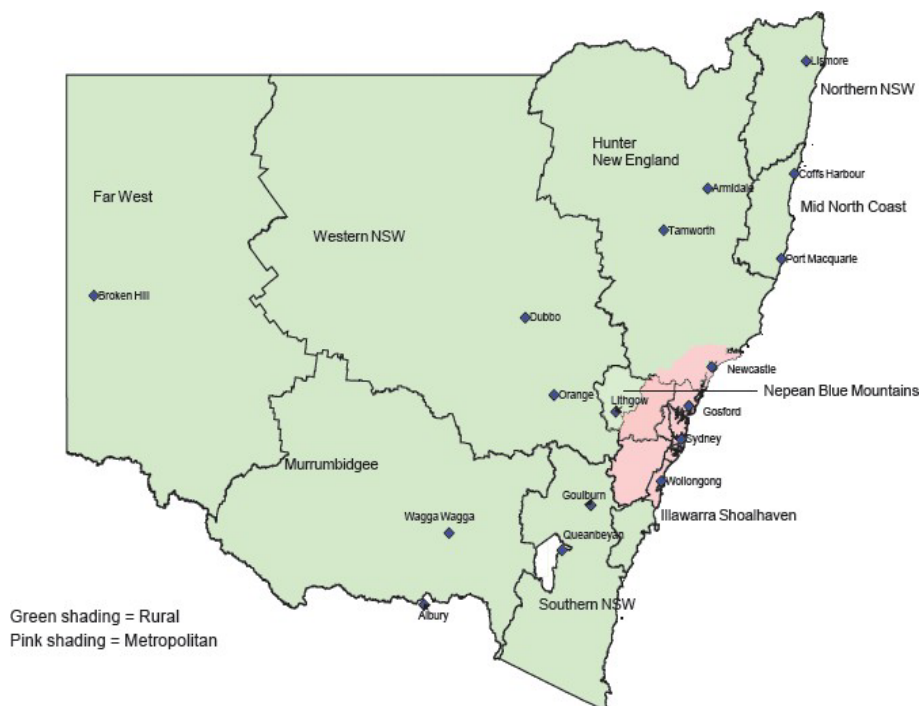 Lismore
Northern NSW
Hunter
New England
Coffs Harbour
Armidale
Far West
Mid North Coast
Tamworth
Western NSW
Port Macquarie
Broken Hill
Dubbo
Newcastle
Nepean Blue Mountains
Orange
Lithgow
Gosford
Sydney
Murrumbidgee
Wollongong
Goulburn
Illawarra Shoalhaven
Wagga Wagga
Queanbeyan
Southern NSW
Green shading = Rural
Albury
Pink shading = Metropolitan